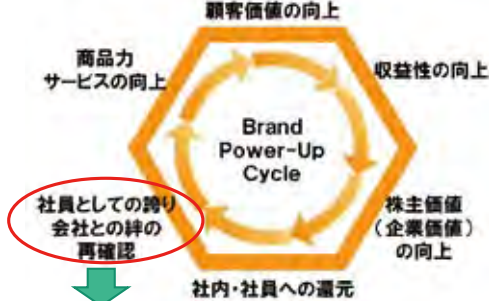 顧客価値の向上
商品力
サービスの向上
収益性の向上
Brand
Power-Up
Cycle
社員としての誇り
会社との絆の
再確認
株主価値
（企業価値）
の向上
社内・社員への還元